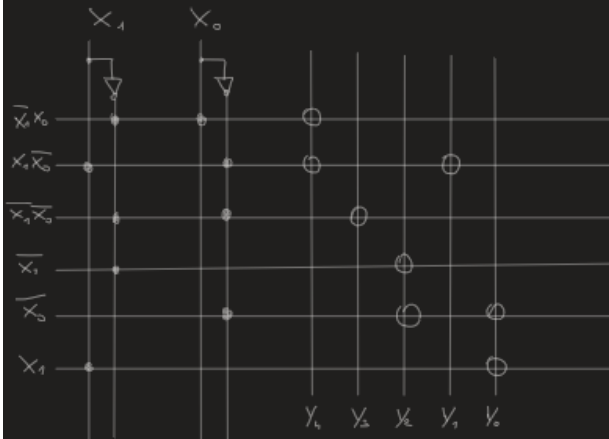 X₁ X₀
x̅₁x₀
x₁x̅₀
x̅₁x̅₀
x̅₁
x̅₀
x₁
y₄ y₃ y₂ y₁ y₀